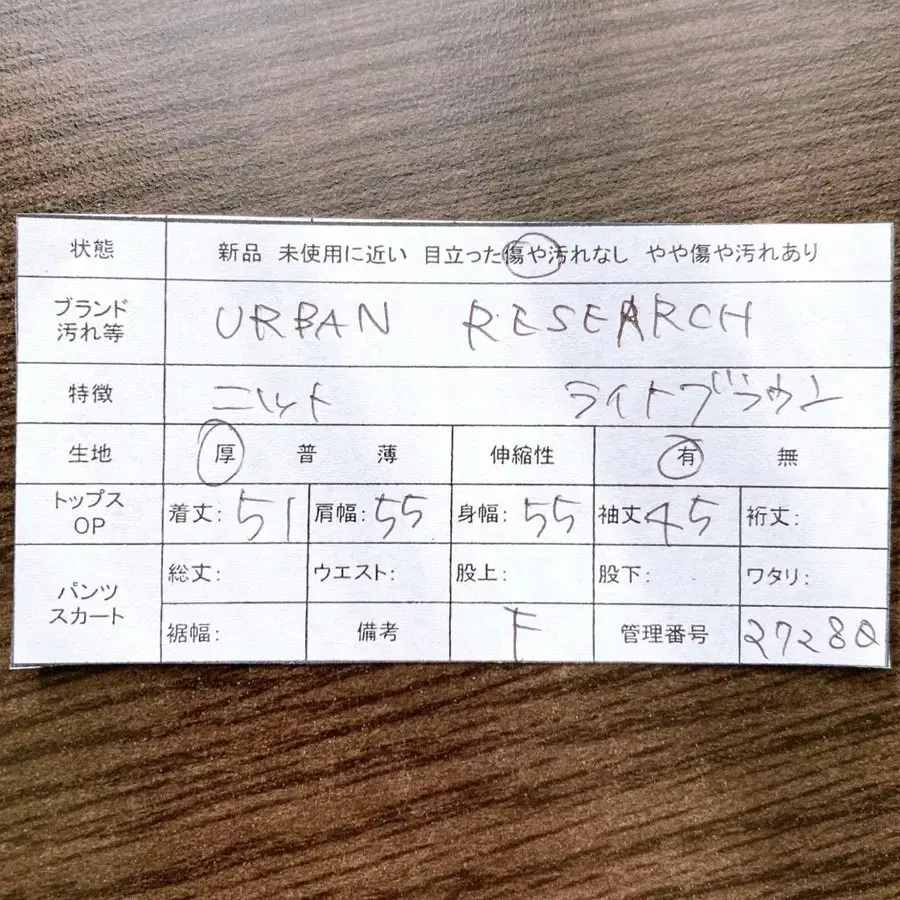 状態 新品 未使用に近い 目立った傷や汚れなし やや傷や汚れあり
ブランド
汚れ等 URBAN RESEARCH
特徴 ニット ライトブラウン
生地 厚 普 薄 伸縮性 有 無
トップス
OP 着丈: 51 肩幅: 55 身幅: 55 袖丈 45 裄丈:
パンツ
スカート 総丈: ウエスト: 股上: 股下: ワタリ:
裾幅: 備考 F 管理番号 27280